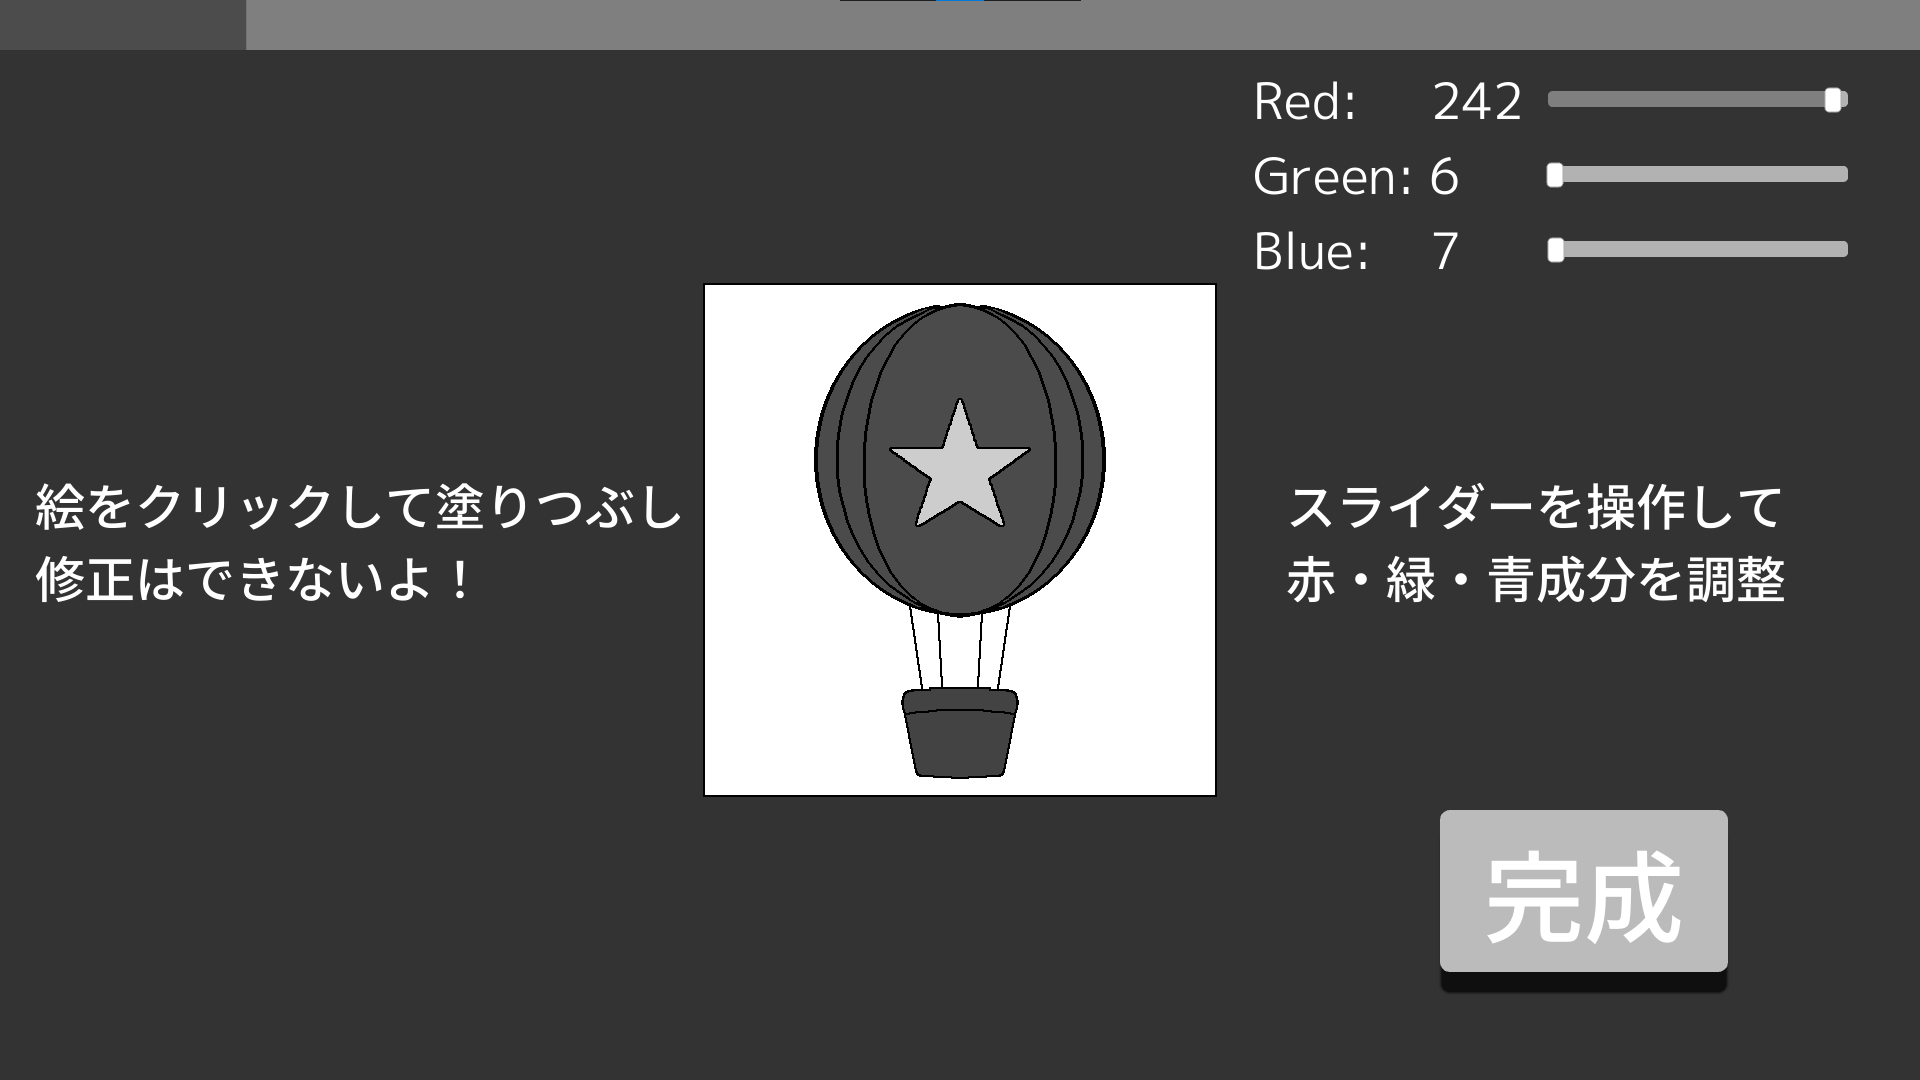 Red: 242
Green: 6
Blue: 7
絵をクリックして塗りつぶし
修正はできないよ！
スライダーを操作して
赤・緑・青成分を調整
完成